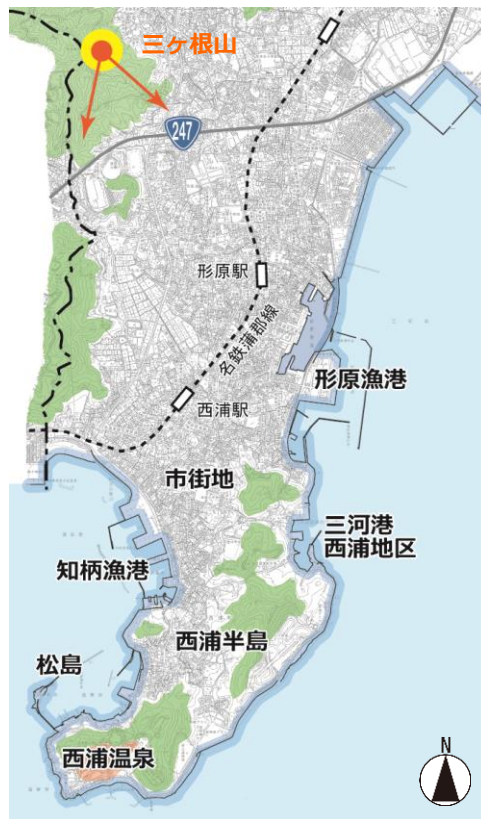 三ヶ根山
247
形原駅
名鉄蒲郡線
形原漁港
西浦駅
市街地
三河港
西浦地区
知柄漁港
西浦半島
松島
西浦温泉
N